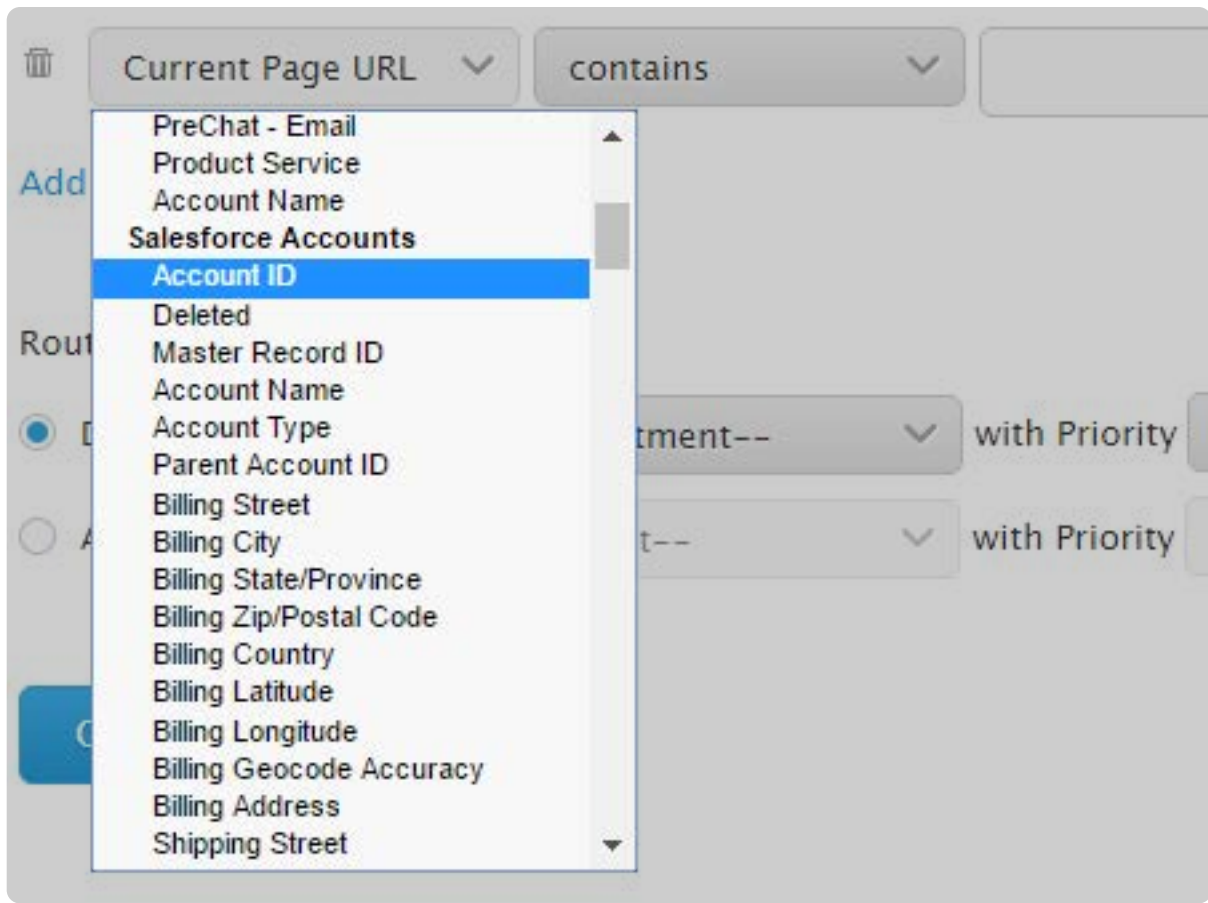 Current Page URL contains
PreChat - Email
Product Service
Add
Account Name
Salesforce Accounts
Account ID
Deleted
Rout
Master Record ID
Account Name
Account Type
tment-- with Priority
Parent Account ID
Billing Street
Billing City
t-- with Priority
Billing State/Province
Billing Zip/Postal Code
Billing Country
Billing Latitude
Billing Longitude
Billing Geocode Accuracy
Billing Address
Shipping Street